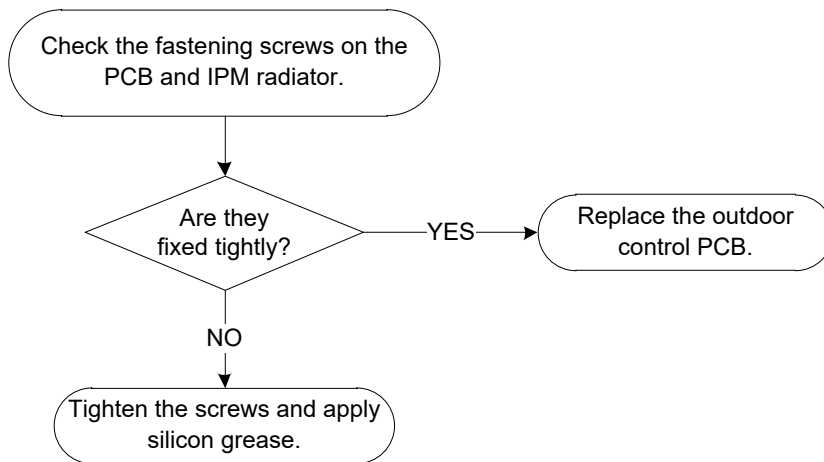 Check the fastening screws on the
PCB and IPM radiator.
Are they
fixed tightly?
YES
Replace the outdoor
control PCB.
NO
Tighten the screws and apply
silicon grease.